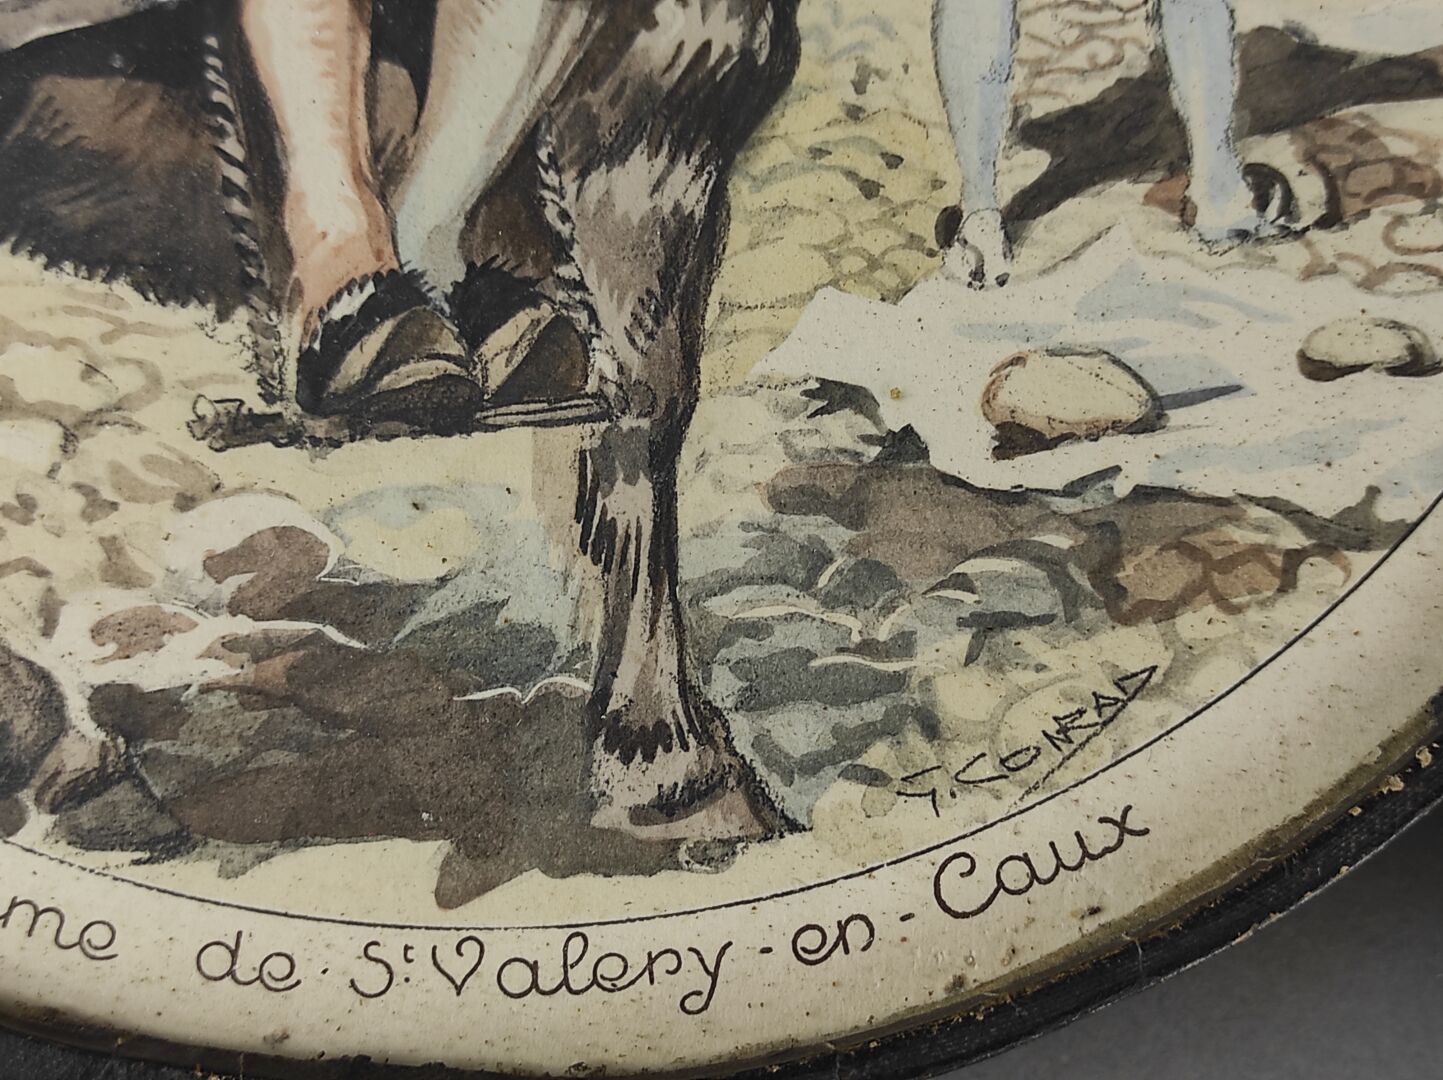 G. CONRAD
me de St Valery-en-Caux